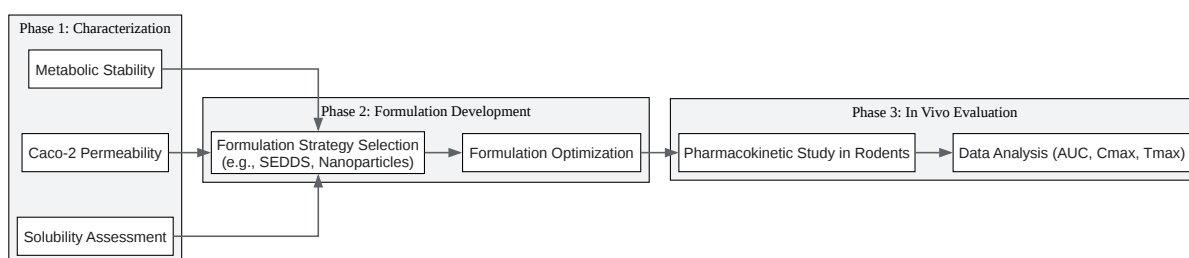 Phase 1: Characterization
Metabolic Stability
Caco-2 Permeability
Solubility Assessment
Phase 2: Formulation Development
Formulation Strategy Selection
(e.g., SEDDS, Nanoparticles)
Formulation Optimization
Phase 3: In Vivo Evaluation
Pharmacokinetic Study in Rodents
Data Analysis (AUC, Cmax, Tmax)